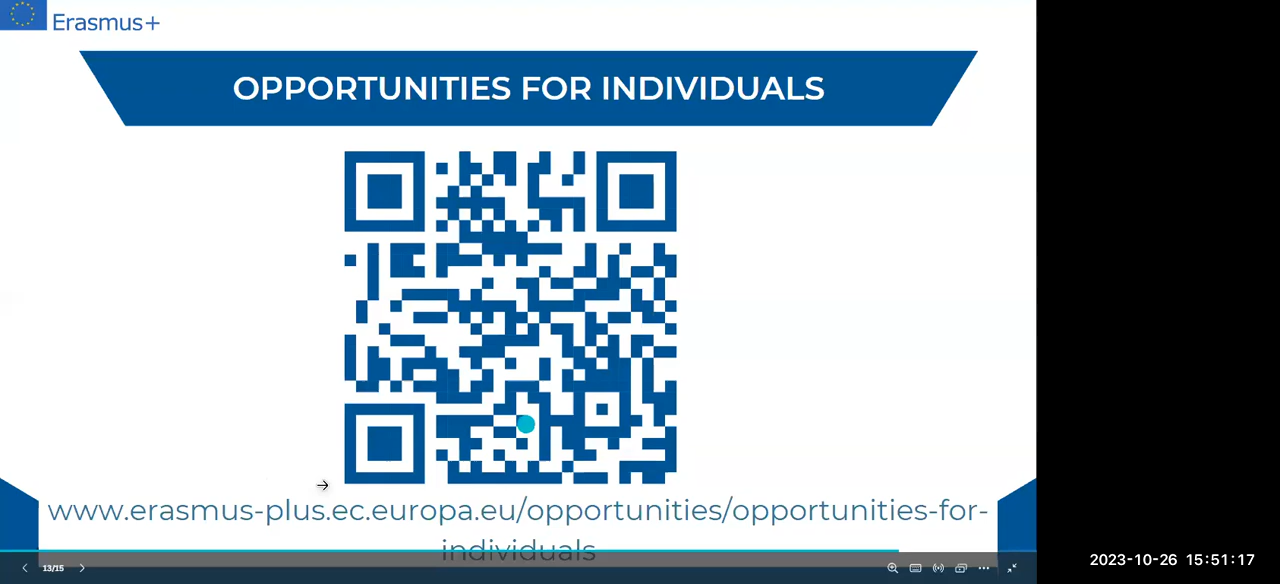 Erasmus+
OPPORTUNITIES FOR INDIVIDUALS
www.erasmus-plus.ec.europa.eu/opportunities/opportunities-for-
individuals
13/15
2023-10-26 15:51:17